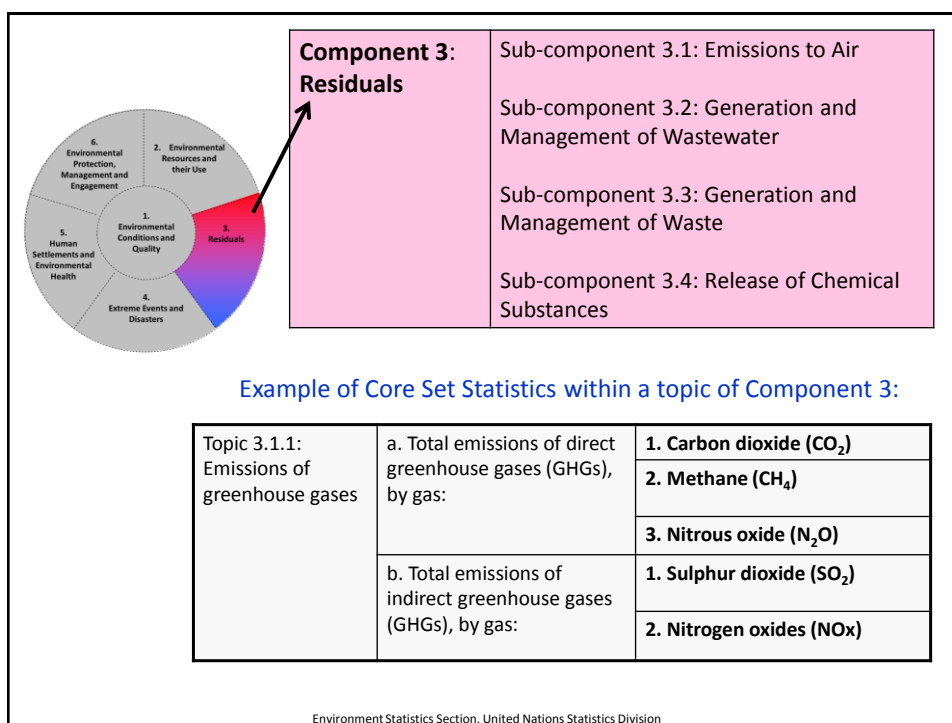 Component 3:
Residuals
Sub-component 3.1: Emissions to Air
Sub-component 3.2: Generation and
Management of Wastewater
Sub-component 3.3: Generation and
Management of Waste
Sub-component 3.4: Release of Chemical
Substances
6.
Environmental
Protection,
Management and
Engagement
2. Environmental
Resources and
their Use
1.
Environmental
Conditions and
Quality
3.
Residuals
5.
Human
Settlements and
Environmental
Health
4.
Extreme Events and
Disasters
Example of Core Set Statistics within a topic of Component 3:
Topic 3.1.1:
Emissions of
greenhouse gases
a. Total emissions of direct
greenhouse gases (GHGs),
by gas:
1. Carbon dioxide (CO₂)
2. Methane (CH₄)
3. Nitrous oxide (N₂O)
b. Total emissions of
indirect greenhouse gases
(GHGs), by gas:
1. Sulphur dioxide (SO₂)
2. Nitrogen oxides (NOx)
Environment Statistics Section, United Nations Statistics Division